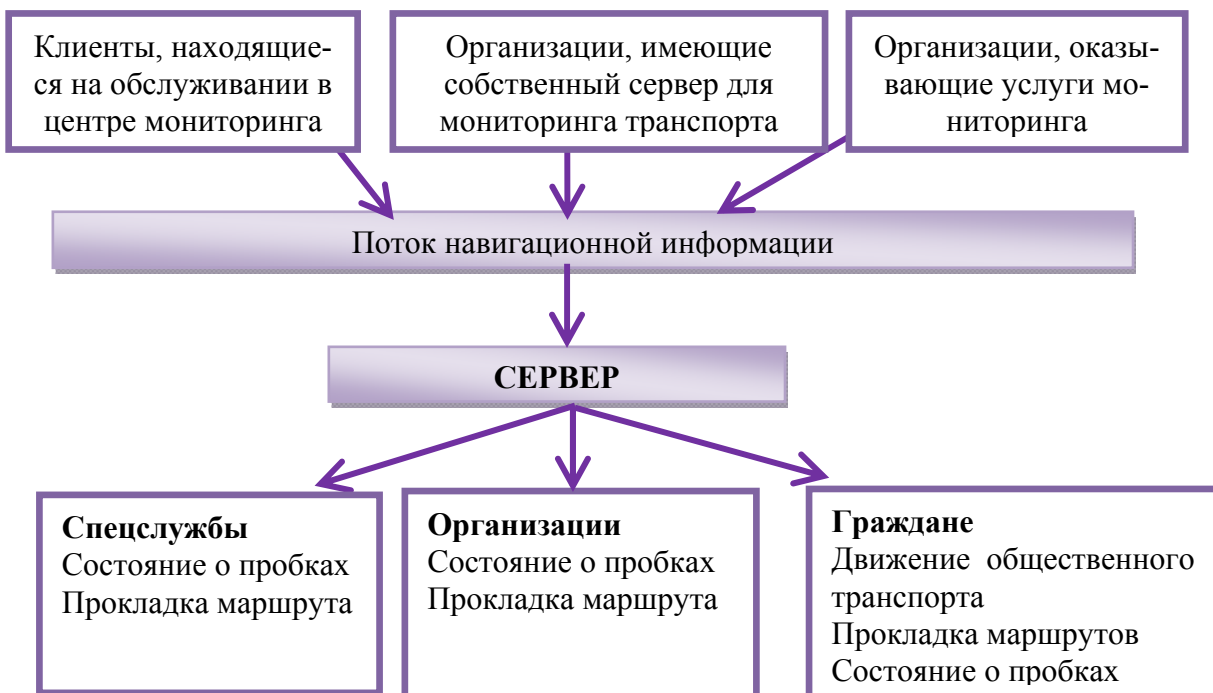 Клиенты, находящие-
ся на обслуживании в
центре мониторинга
Организации, имеющие
собственный сервер для
мониторинга транспорта
Организации, оказы-
вающие услуги мо-
ниторинга
Поток навигационной информации
СЕРВЕР
Спецслужбы
Состояние о пробках
Прокладка маршрута
Организации
Состояние о пробках
Прокладка маршрута
Граждане
Движение общественного
транспорта
Прокладка маршрутов
Состояние о пробках